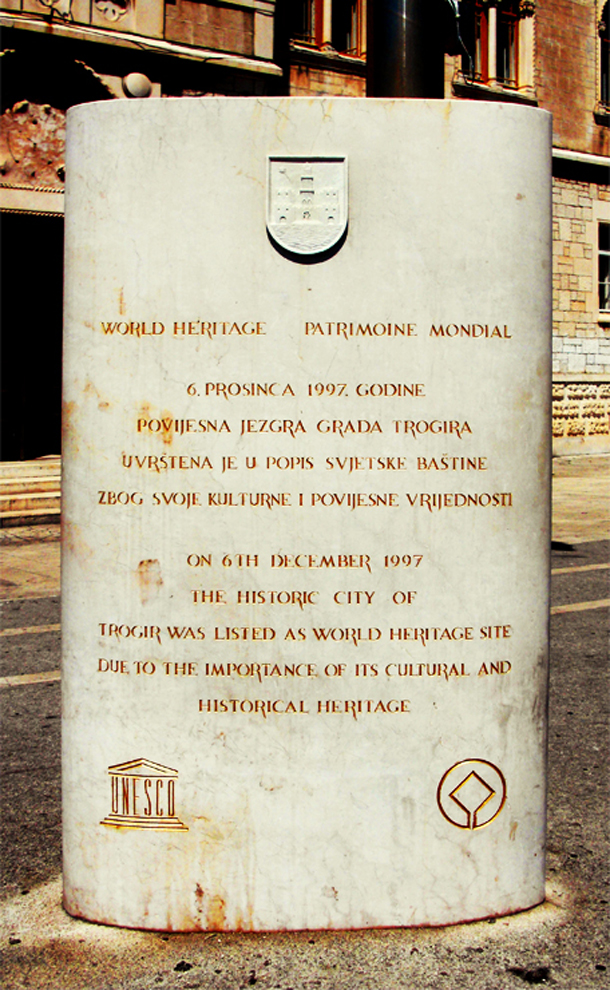 WORLD HERITAGE PATRIMOINE MONDIAL
6. PROSINCA 1997. GODINE
POVIJESNA JEZGRA GRADA TROGIRA
UVRŠTENA JE U POPIS SVJETSKE BAŠTINE
ZBOG SVOJE KULTURNE I POVIJESNE VRIJEDNOSTI
ON 6TH DECEMBER 1997
THE HISTORIC CITY OF
TROGIR WAS LISTED AS WORLD HERITAGE SITE
DUE TO THE IMPORTANCE OF ITS CULTURAL AND
HISTORICAL HERITAGE
UNESCO